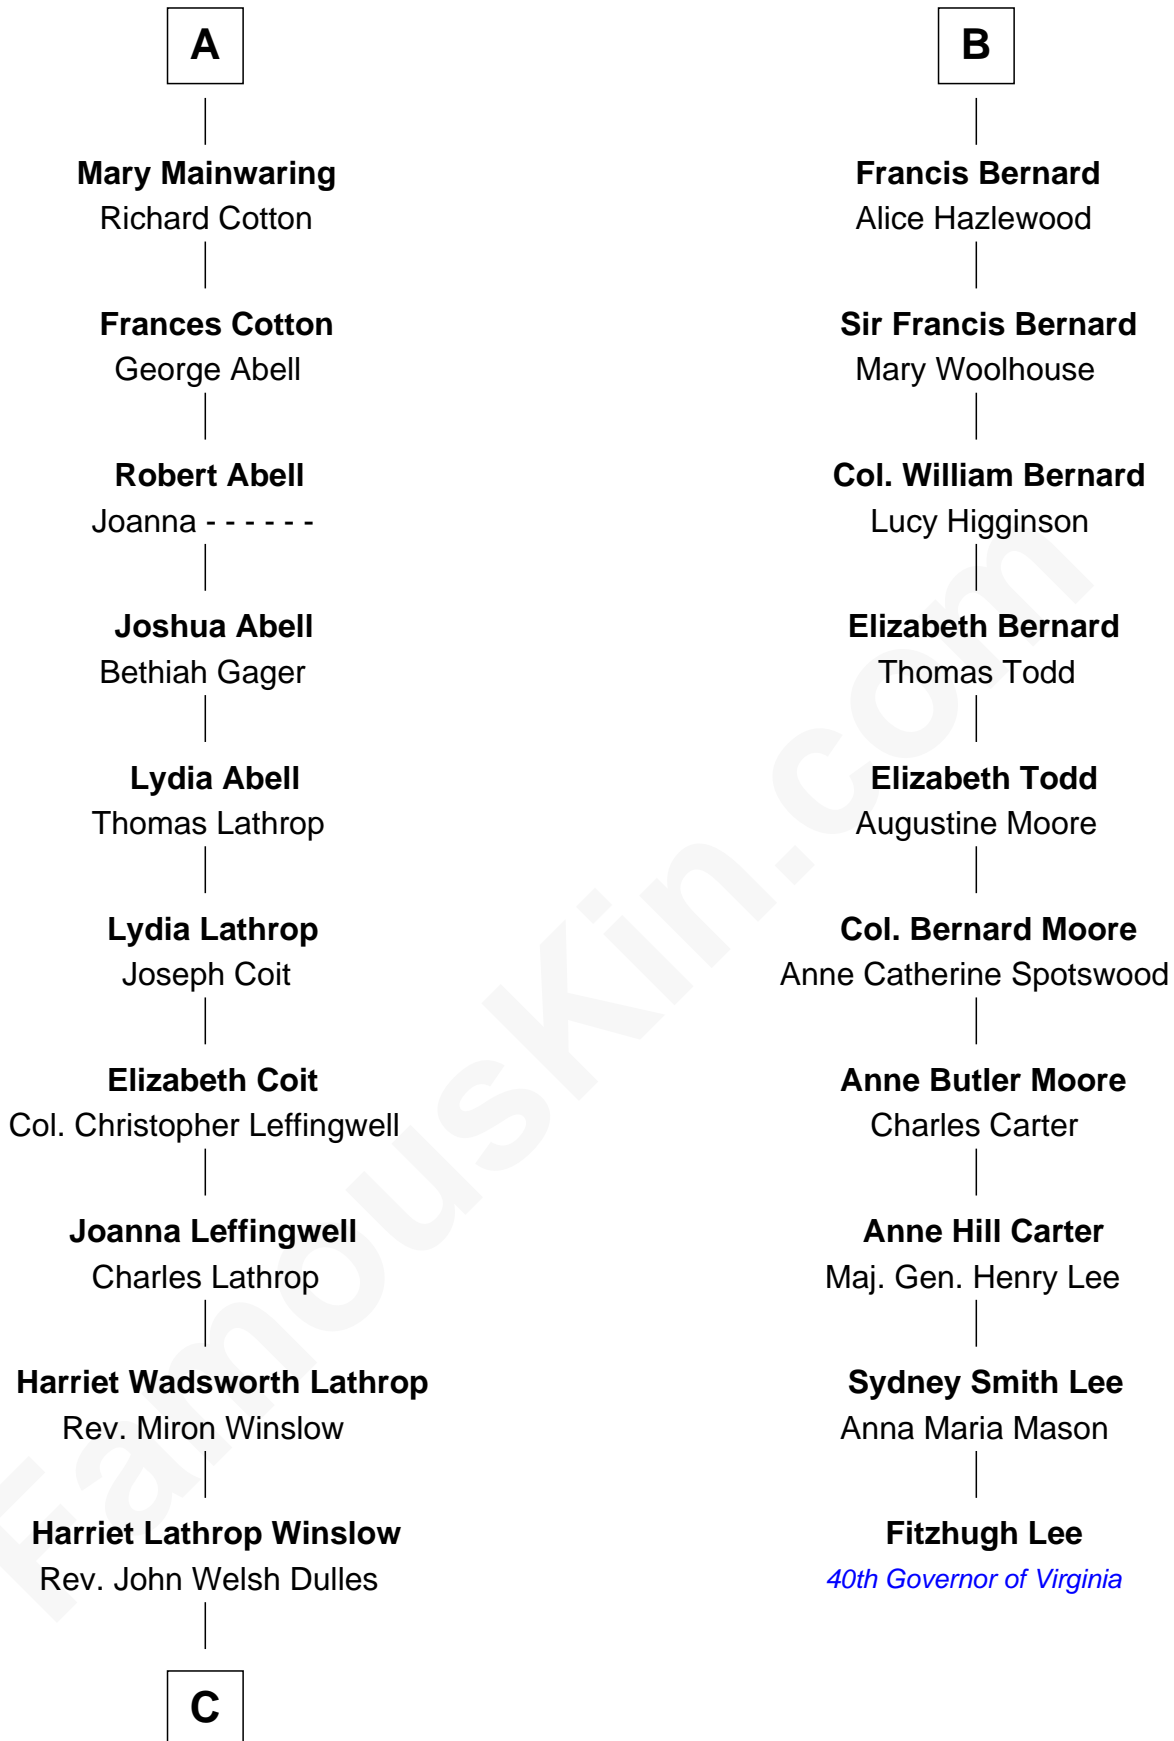 A
Mary Mainwaring
Richard Cotton
Frances Cotton
George Abell
Robert Abell
Joanna - - - - - -
Joshua Abell
Bethiah Gager
Lydia Abell
Thomas Lathrop
Lydia Lathrop
Joseph Coit
Elizabeth Coit
Col. Christopher Leffingwell
Joanna Leffingwell
Charles Lathrop
Harriet Wadsworth Lathrop
Rev. Miron Winslow
Harriet Lathrop Winslow
Rev. John Welsh Dulles
C
B
Francis Bernard
Alice Hazlewood
Sir Francis Bernard
Mary Woolhouse
Col. William Bernard
Lucy Higginson
Elizabeth Bernard
Thomas Todd
Elizabeth Todd
Augustine Moore
Col. Bernard Moore
Anne Catherine Spotswood
Anne Butler Moore
Charles Carter
Anne Hill Carter
Maj. Gen. Henry Lee
Sydney Smith Lee
Anna Maria Mason
Fitzhugh Lee
40th Governor of Virginia
FamousKin.com